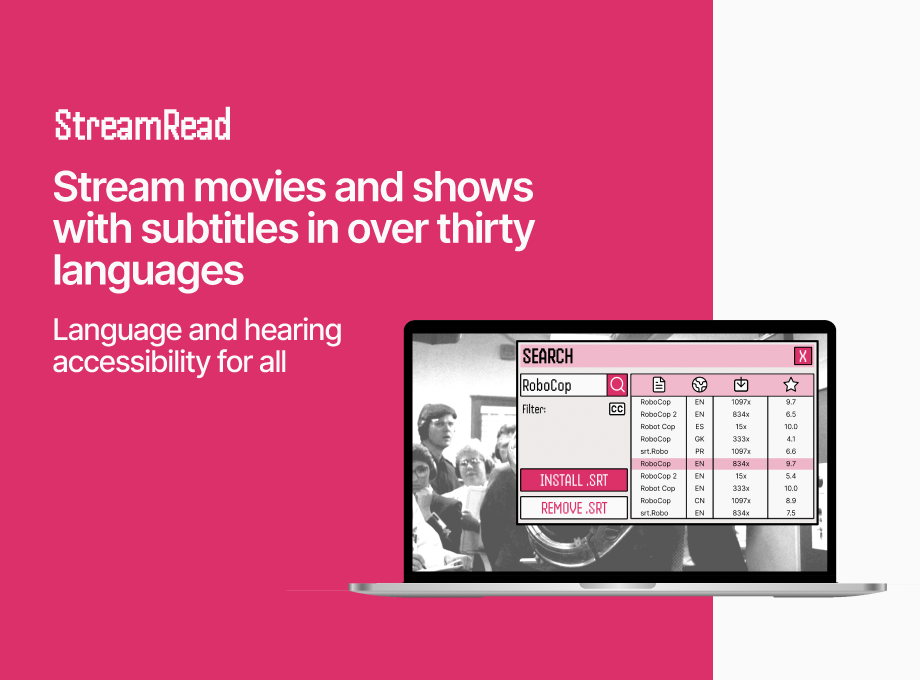 StreamRead
Stream movies and shows
with subtitles in over thirty
languages
Language and hearing
accessibility for all
SEARCH X
RoboCop
Filter: CC
INSTALL .SRT
REMOVE .SRT
RoboCop EN 1097x 9.7
RoboCop 2 EN 834x 6.5
Robot Cop ES 15x 10.0
RoboCop GK 333x 4.1
srt.Robo PR 1097x 6.6
RoboCop EN 834x 9.7
RoboCop 2 EN 15x 5.4
Robot Cop EN 333x 10.0
RoboCop CN 1097x 8.9
srt.Robo EN 834x 7.5